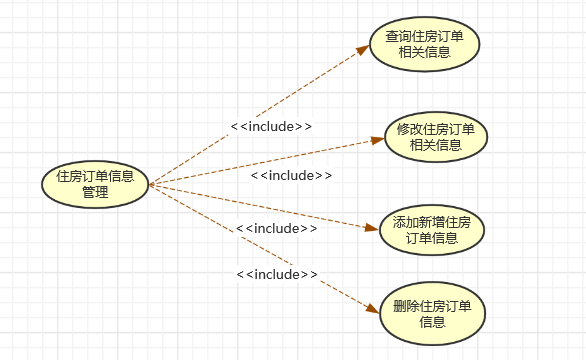 查询住房订单
相关信息
<<include>>
修改住房订单
相关信息
<<include>>
住房订单信息
管理
添加新增住房
订单信息
<<include>>
<<include>>
删除住房订单
信息